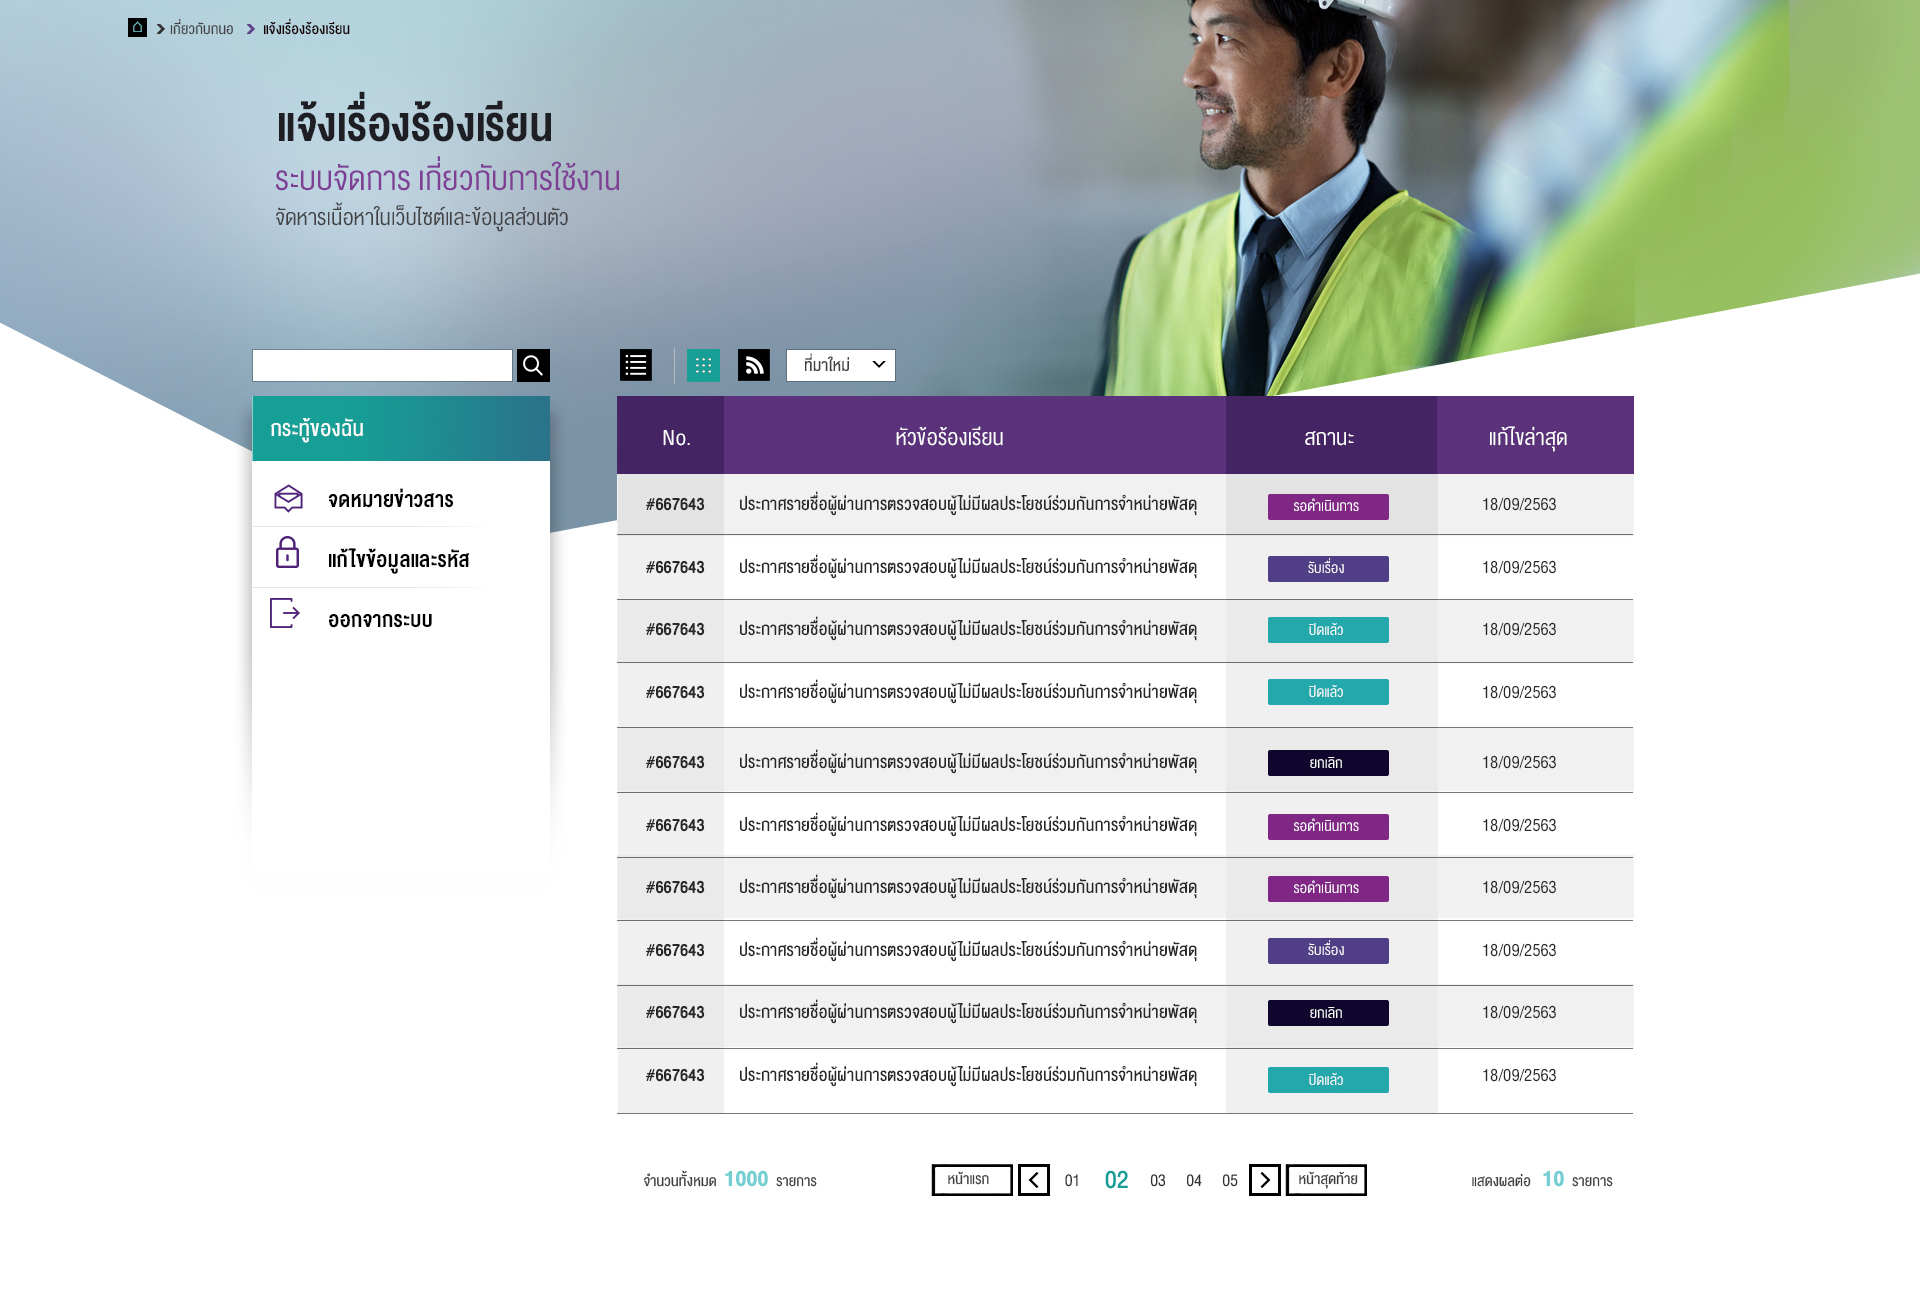 เกี่ยวกับกนอ แจ้งเรื่องร้องเรียน
แจ้งเรื่องร้องเรียน
ระบบจัดการ เกี่ยวกับการใช้งาน
จัดหารเนื้อหาในเว็บไซต์และข้อมูลส่วนตัว
ที่มาใหม่
กระทู้ของฉัน
จดหมายข่าวสาร
แก้ไขข้อมูลและรหัส
ออกจากระบบ
No. หัวข้อร้องเรียน สถานะ แก้ไขล่าสุด
#667643 ประกาศรายชื่อผู้ผ่านการตรวจสอบผู้ไม่มีผลประโยชน์ร่วมกันการจำหน่ายพัสดุ รอดำเนินการ 18/09/2563
#667643 ประกาศรายชื่อผู้ผ่านการตรวจสอบผู้ไม่มีผลประโยชน์ร่วมกันการจำหน่ายพัสดุ รับเรื่อง 18/09/2563
#667643 ประกาศรายชื่อผู้ผ่านการตรวจสอบผู้ไม่มีผลประโยชน์ร่วมกันการจำหน่ายพัสดุ ปิดแล้ว 18/09/2563
#667643 ประกาศรายชื่อผู้ผ่านการตรวจสอบผู้ไม่มีผลประโยชน์ร่วมกันการจำหน่ายพัสดุ ปิดแล้ว 18/09/2563
#667643 ประกาศรายชื่อผู้ผ่านการตรวจสอบผู้ไม่มีผลประโยชน์ร่วมกันการจำหน่ายพัสดุ ยกเลิก 18/09/2563
#667643 ประกาศรายชื่อผู้ผ่านการตรวจสอบผู้ไม่มีผลประโยชน์ร่วมกันการจำหน่ายพัสดุ รอดำเนินการ 18/09/2563
#667643 ประกาศรายชื่อผู้ผ่านการตรวจสอบผู้ไม่มีผลประโยชน์ร่วมกันการจำหน่ายพัสดุ รอดำเนินการ 18/09/2563
#667643 ประกาศรายชื่อผู้ผ่านการตรวจสอบผู้ไม่มีผลประโยชน์ร่วมกันการจำหน่ายพัสดุ รับเรื่อง 18/09/2563
#667643 ประกาศรายชื่อผู้ผ่านการตรวจสอบผู้ไม่มีผลประโยชน์ร่วมกันการจำหน่ายพัสดุ ยกเลิก 18/09/2563
#667643 ประกาศรายชื่อผู้ผ่านการตรวจสอบผู้ไม่มีผลประโยชน์ร่วมกันการจำหน่ายพัสดุ ปิดแล้ว 18/09/2563
จำนวนทั้งหมด 1000 รายการ หน้าแรก 01 02 03 04 05 หน้าสุดท้าย แสดงผลต่อ 10 รายการ